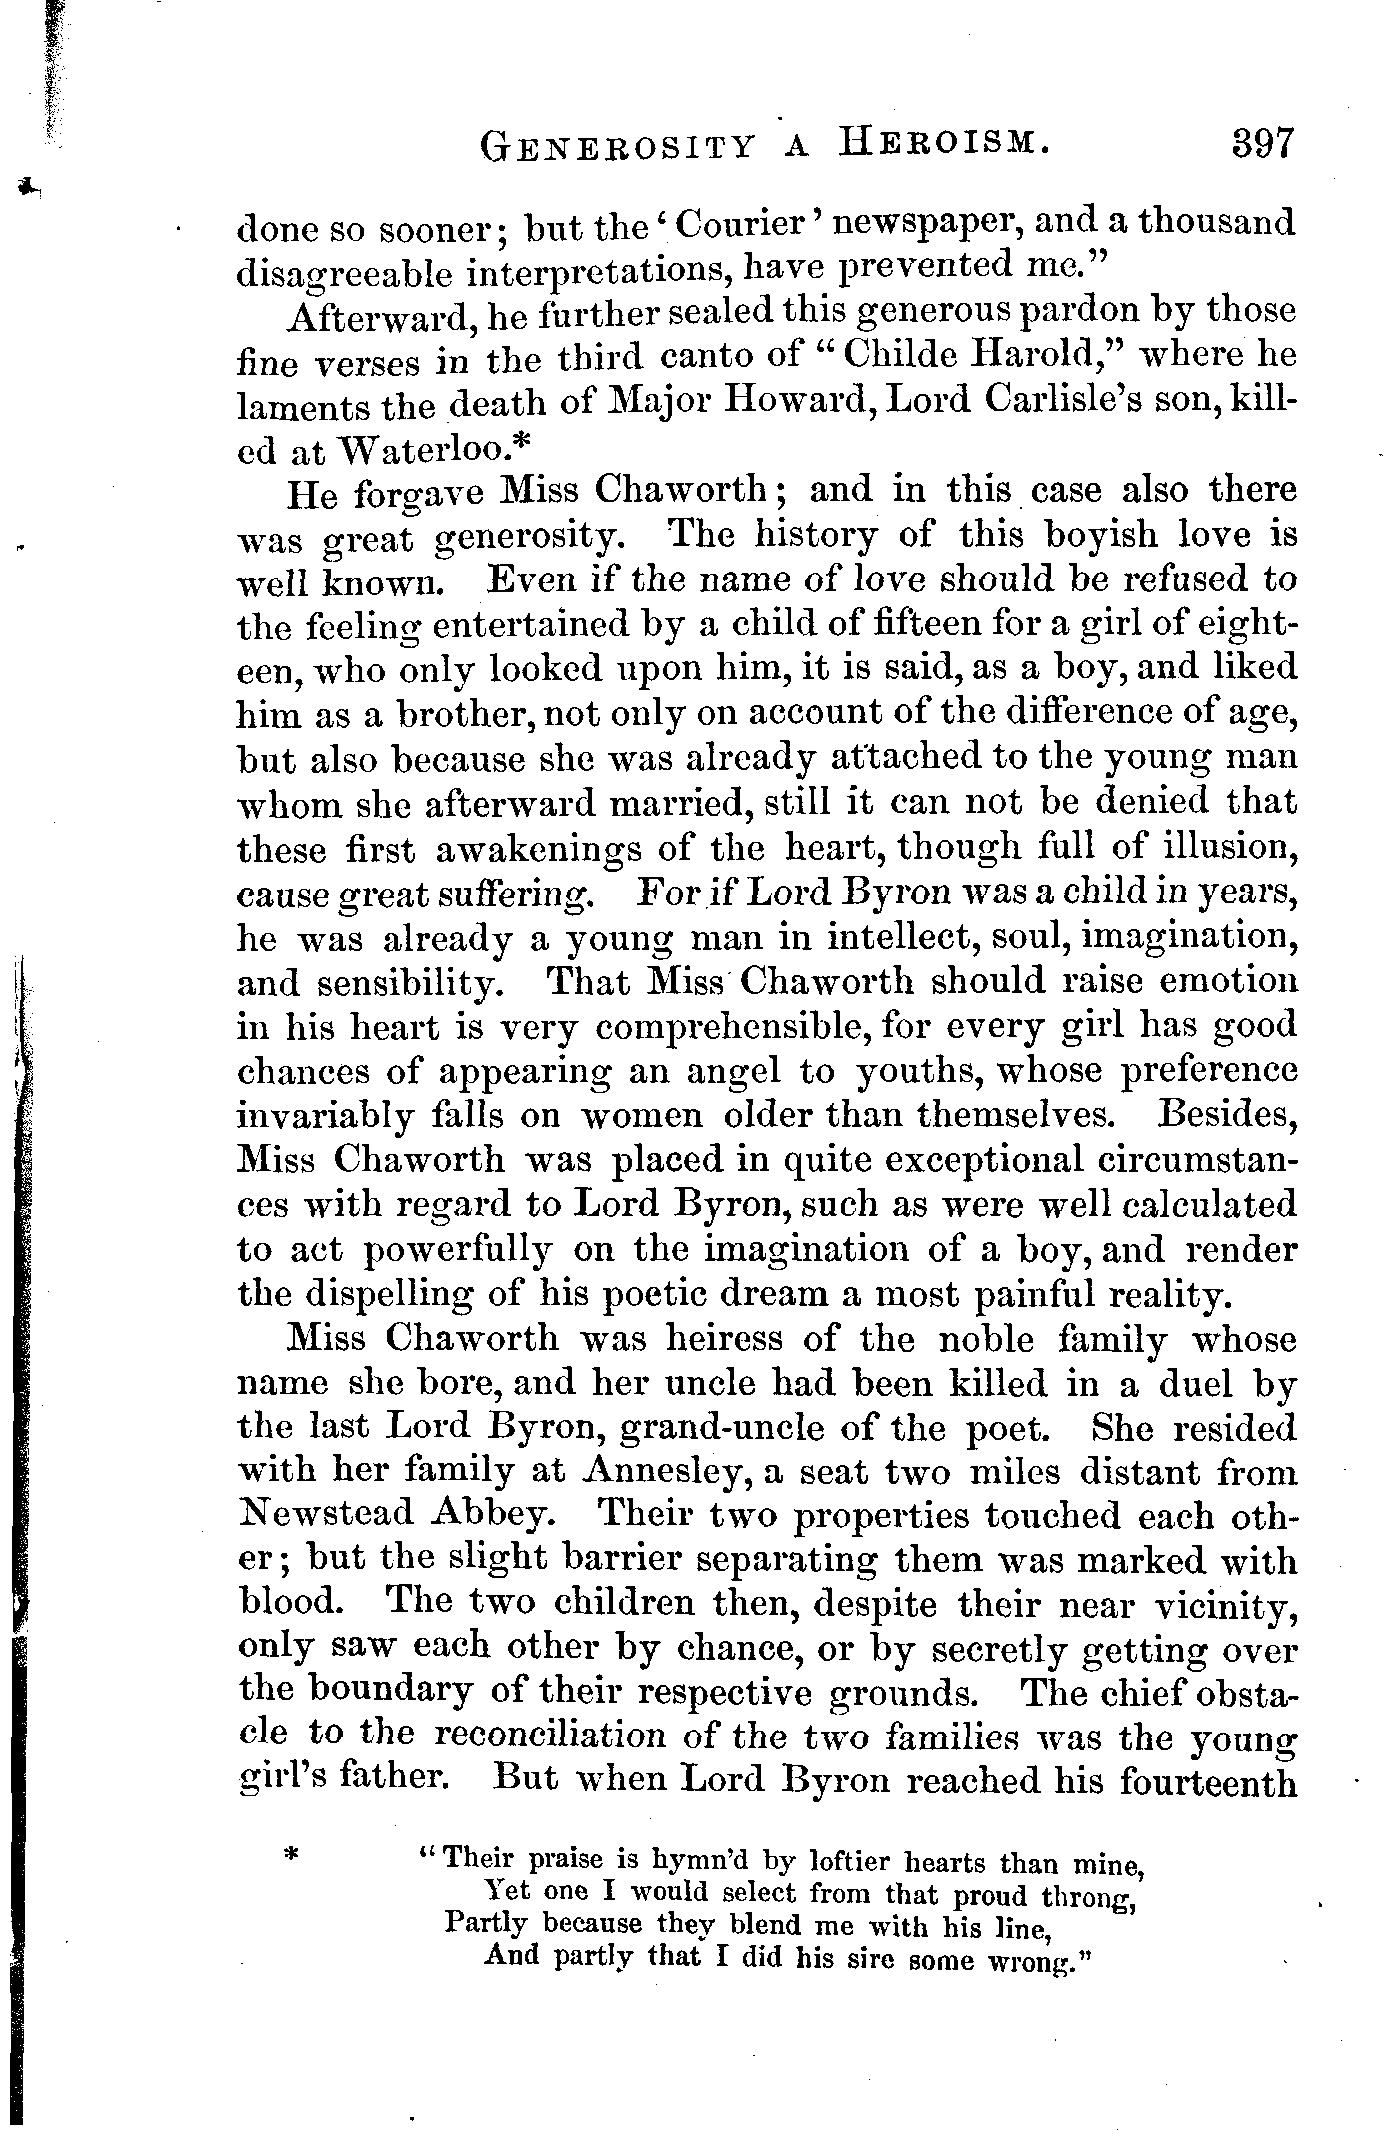 GENEROSITY A HEROISM. 397
done so sooner; but the ‘Courier’ newspaper, and a thousand
disagreeable interpretations, have prevented me.”
Afterward, he further sealed this generous pardon by those
fine verses in the third canto of “Childe Harold,” where he
laments the death of Major Howard, Lord Carlisle’s son, kill-
ed at Waterloo.*
He forgave Miss Chaworth; and in this case also there
was great generosity. The history of this boyish love is
well known. Even if the name of love should be refused to
the feeling entertained by a child of fifteen for a girl of eight-
een, who only looked upon him, it is said, as a boy, and liked
him as a brother, not only on account of the difference of age,
but also because she was already attached to the young man
whom she afterward married, still it can not be denied that
these first awakenings of the heart, though full of illusion,
cause great suffering. For if Lord Byron was a child in years,
he was already a young man in intellect, soul, imagination,
and sensibility. That Miss Chaworth should raise emotion
in his heart is very comprehensible, for every girl has good
chances of appearing an angel to youths, whose preference
invariably falls on women older than themselves. Besides,
Miss Chaworth was placed in quite exceptional circumstan-
ces with regard to Lord Byron, such as were well calculated
to act powerfully on the imagination of a boy, and render
the dispelling of his poetic dream a most painful reality.
Miss Chaworth was heiress of the noble family whose
name she bore, and her uncle had been killed in a duel by
the last Lord Byron, grand-uncle of the poet. She resided
with her family at Annesley, a seat two miles distant from
Newstead Abbey. Their two properties touched each oth-
er; but the slight barrier separating them was marked with
blood. The two children then, despite their near vicinity,
only saw each other by chance, or by secretly getting over
the boundary of their respective grounds. The chief obsta-
cle to the reconciliation of the two families was the young
girl’s father. But when Lord Byron reached his fourteenth
* “Their praise is hymn’d by loftier hearts than mine,
Yet one I would select from that proud throng,
Partly because they blend me with his line,
And partly that I did his sire some wrong.”